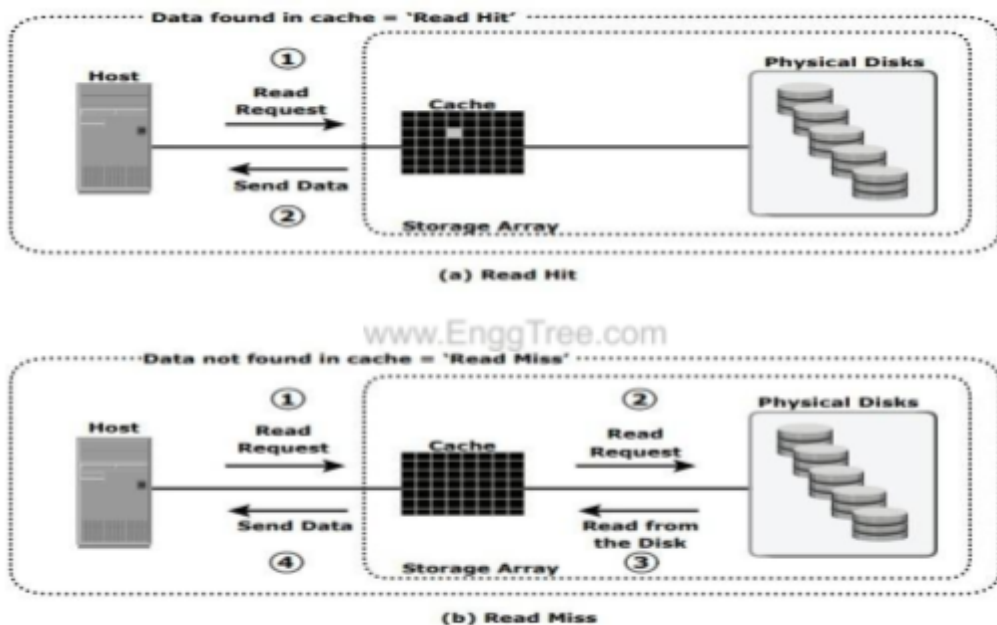 Data found in cache = ‘Read Hit’
①
Host
Read
Request
Cache
Physical Disks
Send Data
②
Storage Array
(a) Read Hit
www.EnggTree.com
Data not found in cache = ‘Read Miss’
①
②
Host
Read
Request
Cache
Read
Request
Physical Disks
Send Data
Read from
the Disk
④
③
Storage Array
(b) Read Miss